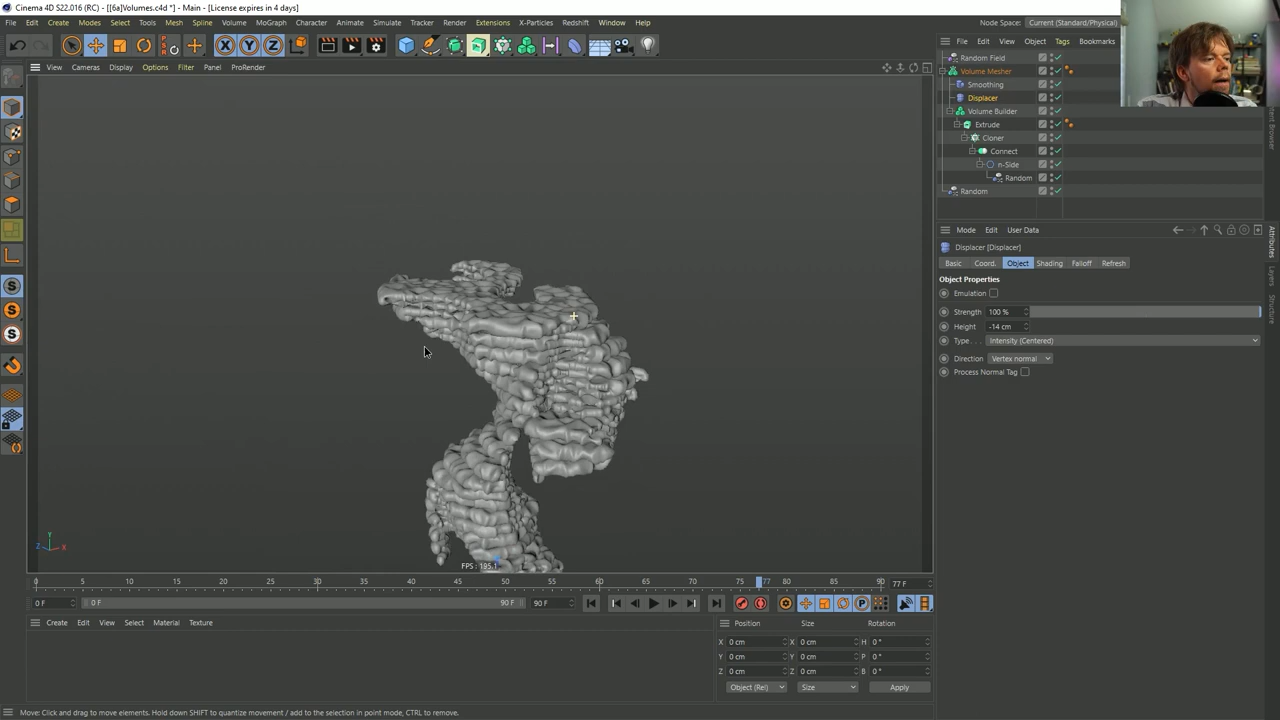 Cinema 4D S22.016 (RC) - [[6a]Volumes.c4d *] - Main - [License expires in 4 days]
File Edit Create Modes Select Tools Mesh Spline Volume MoGraph Character Animate Simulate Tracker Render Extensions X-Particles Redshift Window Help
Node Space: Current (Standard/Physical)
X Y Z
File Edit View Object Tags Bookmarks
View Cameras Display Options Filter Panel ProRender
Random Field
Volume Mesher
Smoothing
Displacer
Volume Builder
Extrude
Cloner
Connect
n-Side
Random
Random
Mode Edit User Data
Displacer [Displacer]
Basic Coord. Object Shading Falloff Refresh
Object Properties
Emulation
Strength 100 %
Height -14 cm
Type . . . Intensity (Centered)
Direction Vertex normal
Process Normal Tag
Attributes
Layers
Structure
S
S
S
Y
Z X
FPS : 195.1
0 5 10 15 20 25 30 35 40 45 50 55 60 65 70 75 77 80 85 90 77 F
0 F 0 F 90 F 90 F P
Create Edit View Select Material Texture
Position Size Rotation
X 0 cm X 0 cm H 0 °
Y 0 cm Y 0 cm P 0 °
Z 0 cm Z 0 cm B 0 °
Object (Rel) Size Apply
Move: Click and drag to move elements. Hold down SHIFT to quantize movement / add to the selection in point mode, CTRL to remove.